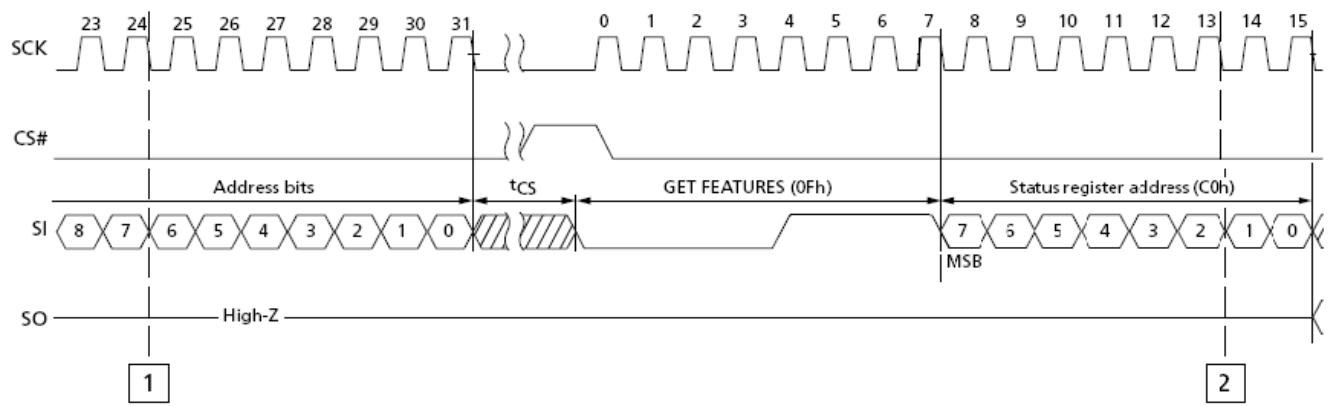 23 24 25 26 27 28 29 30 31 0 1 2 3 4 5 6 7 8 9 10 11 12 13 14 15
SCK
CS#
Address bits tCS GET FEATURES (0Fh) Status register address (C0h)
SI 8 7 6 5 4 3 2 1 0 7 6 5 4 3 2 1 0
MSB
SO High-Z
1 2